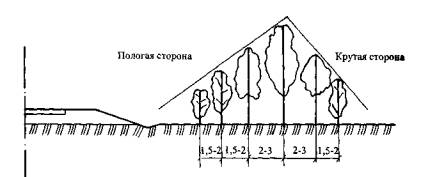 Пологая сторона
Крутая сторона
1,5-2 1,5-2 2-3 2-3 1,5-2